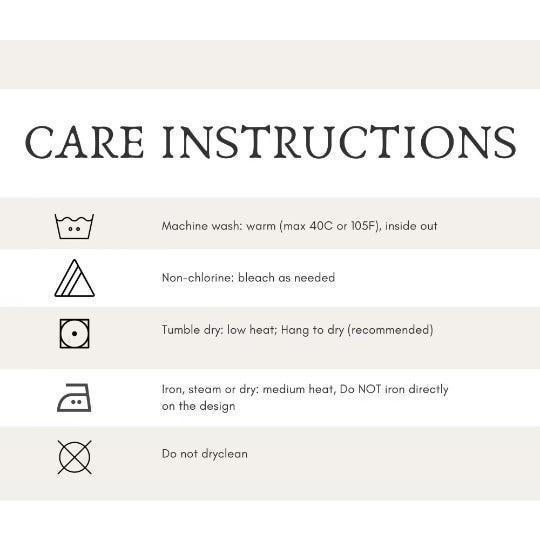 CARE INSTRUCTIONS
Machine wash: warm (max 40C or 105F), inside out
Non-chlorine: bleach as needed
Tumble dry: low heat; Hang to dry (recommended)
Iron, steam or dry: medium heat, Do NOT iron directly
on the design
Do not dryclean